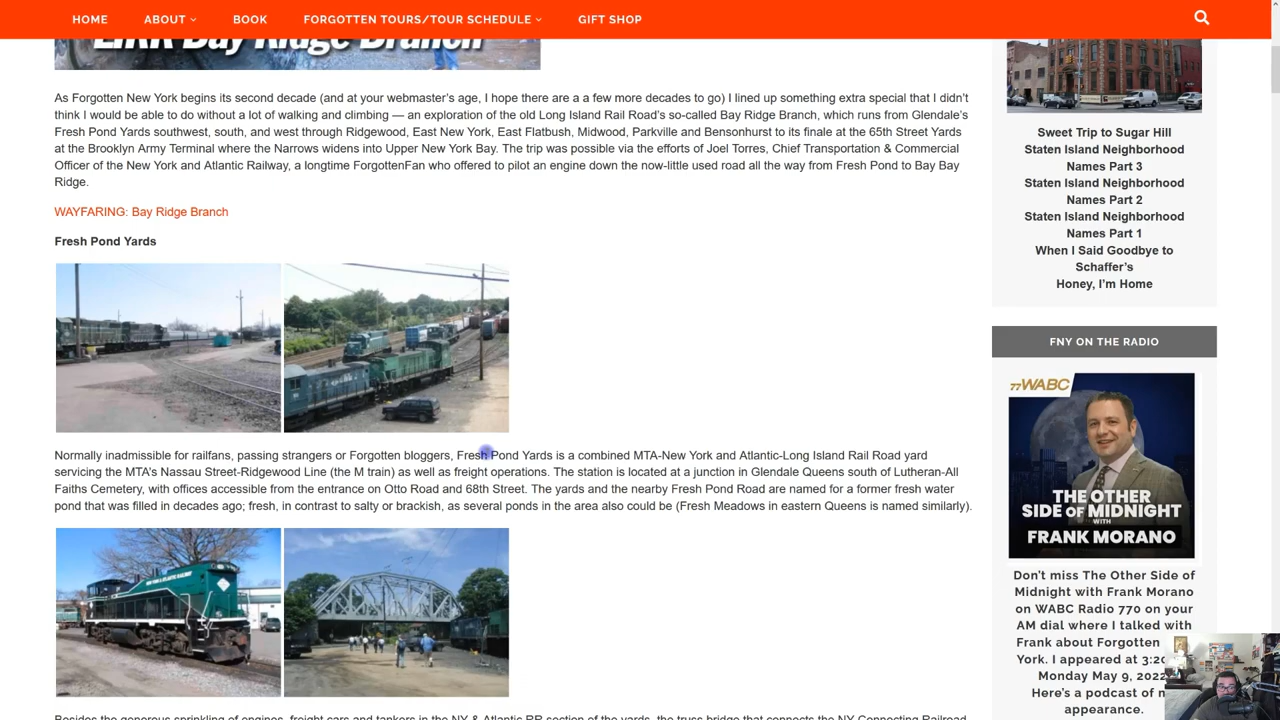 HOME
ABOUT
BOOK
FORGOTTEN TOURS/TOUR SCHEDULE
GIFT SHOP
LIRR Bay Ridge Branch
As Forgotten New York begins its second decade (and at your webmaster's age, I hope there are a a few more decades to go) I lined up something extra special that I didn't
think I would be able to do without a lot of walking and climbing — an exploration of the old Long Island Rail Road's so-called Bay Ridge Branch, which runs from Glendale's
Fresh Pond Yards southwest, south, and west through Ridgewood, East New York, East Flatbush, Midwood, Parkville and Bensonhurst to its finale at the 65th Street Yards
at the Brooklyn Army Terminal where the Narrows widens into Upper New York Bay. The trip was possible via the efforts of Joel Torres, Chief Transportation & Commercial
Officer of the New York and Atlantic Railway, a longtime ForgottenFan who offered to pilot an engine down the now-little used road all the way from Fresh Pond to Bay Bay
Ridge.
WAYFARING: Bay Ridge Branch
Fresh Pond Yards
Normally inadmissible for railfans, passing strangers or Forgotten bloggers, Fresh Pond Yards is a combined MTA-New York and Atlantic-Long Island Rail Road yard
servicing the MTA's Nassau Street-Ridgewood Line (the M train) as well as freight operations. The station is located at a junction in Glendale Queens south of Lutheran-All
Faiths Cemetery, with offices accessible from the entrance on Otto Road and 68th Street. The yards and the nearby Fresh Pond Road are named for a former fresh water
pond that was filled in decades ago; fresh, in contrast to salty or brackish, as several ponds in the area also could be (Fresh Meadows in eastern Queens is named similarly).
Besides the generous sprinkling of engines, freight cars and tankers in the NY & Atlantic RR section of the yards, the truss bridge that connects the NY Connecting Railroad
Sweet Trip to Sugar Hill
Staten Island Neighborhood
Names Part 3
Staten Island Neighborhood
Names Part 2
Staten Island Neighborhood
Names Part 1
When I Said Goodbye to
Schaffer's
Honey, I'm Home
FNY ON THE RADIO
77WABC
THE OTHER
SIDE OF MIDNIGHT
WITH
FRANK MORANO
Don't miss The Other Side of
Midnight with Frank Morano
on WABC Radio 770 on your
AM dial where I talked with
Frank about Forgotten
York. I appeared at 3:20
Monday May 9, 2022
Here's a podcast of
appearance.